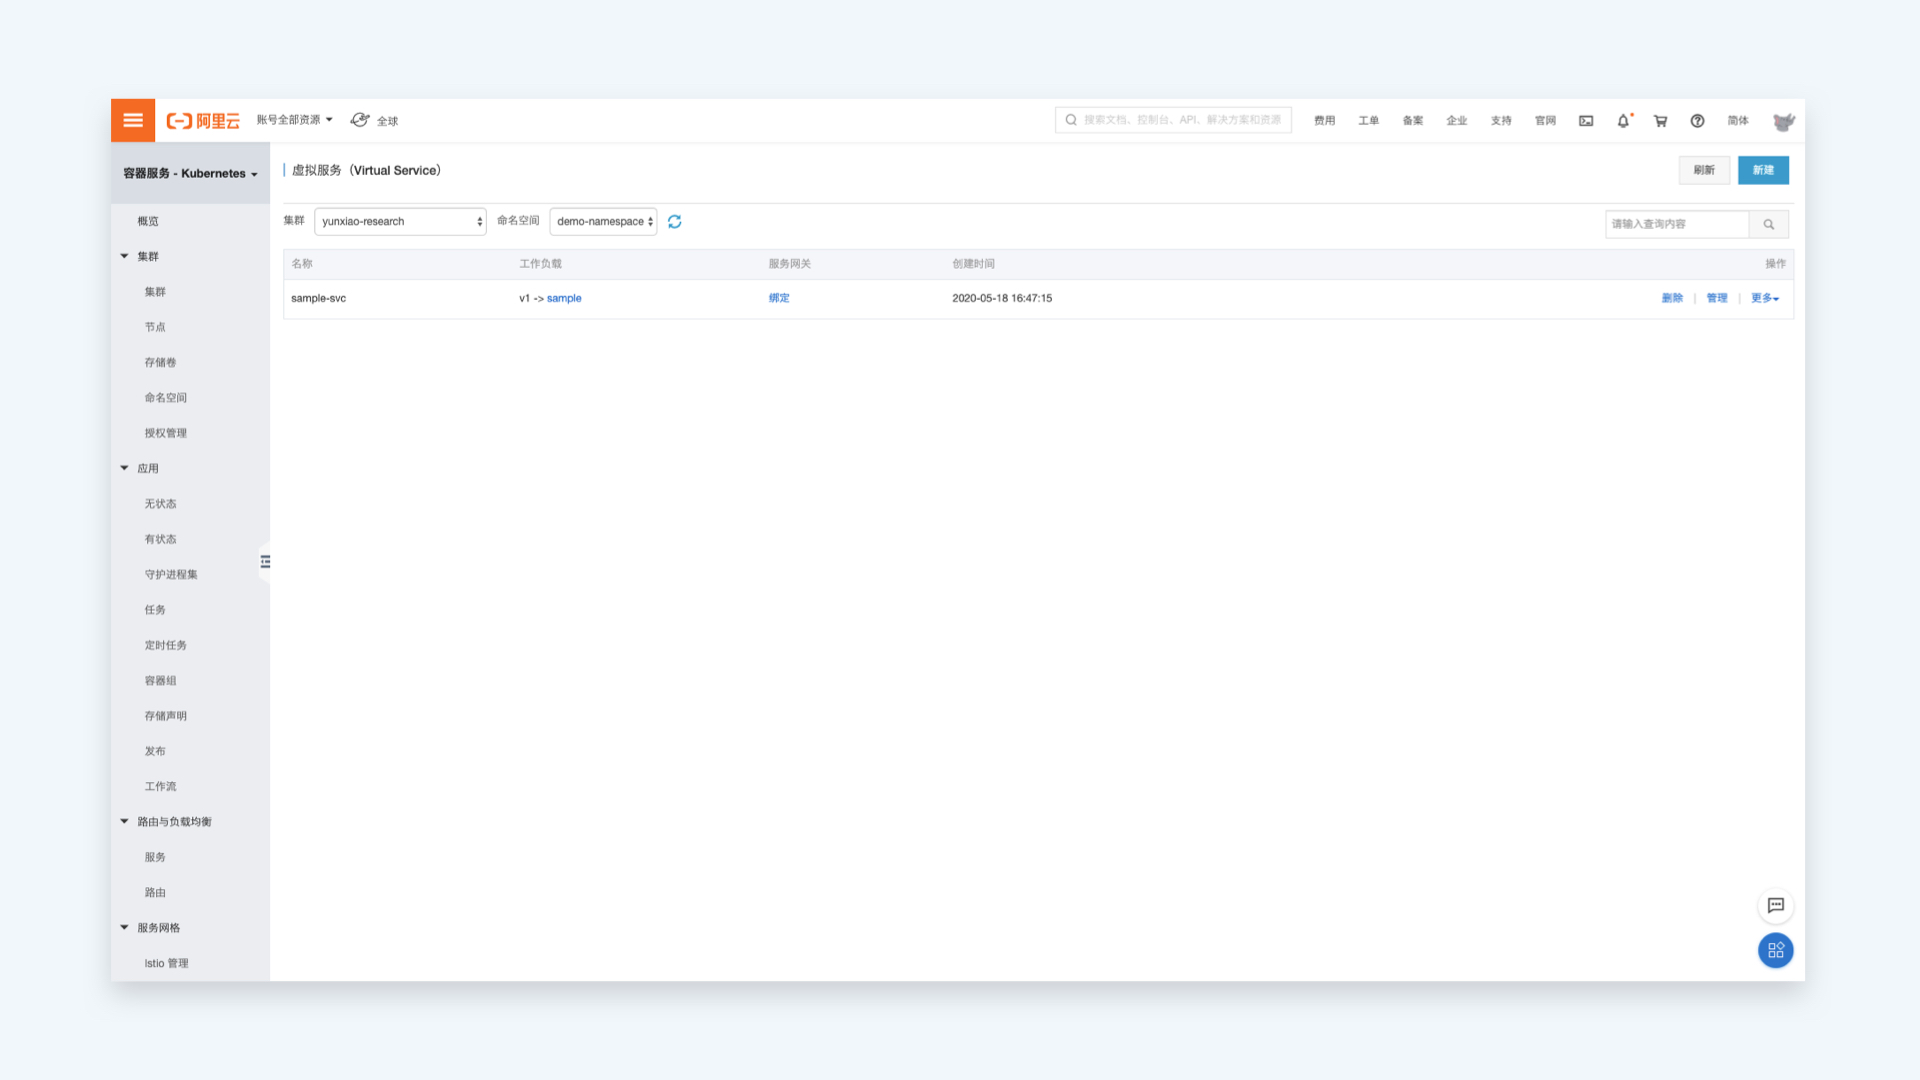 阿里云 账号全部资源 全球 搜索文档、控制台、API、解决方案和资源 费用 工单 备案 企业 支持 官网 简体
容器服务 - Kubernetes
概览
集群
集群
节点
存储卷
命名空间
授权管理
应用
无状态
有状态
守护进程集
任务
定时任务
容器组
存储声明
发布
工作流
路由与负载均衡
服务
路由
服务网格
Istio 管理
虚拟服务（Virtual Service） 刷新 新建
集群 yunxiao-research 命名空间 demo-namespace 请输入查询内容
名称 工作负载 服务网关 创建时间 操作
sample-svc v1 -> sample 绑定 2020-05-18 16:47:15 删除 | 管理 | 更多